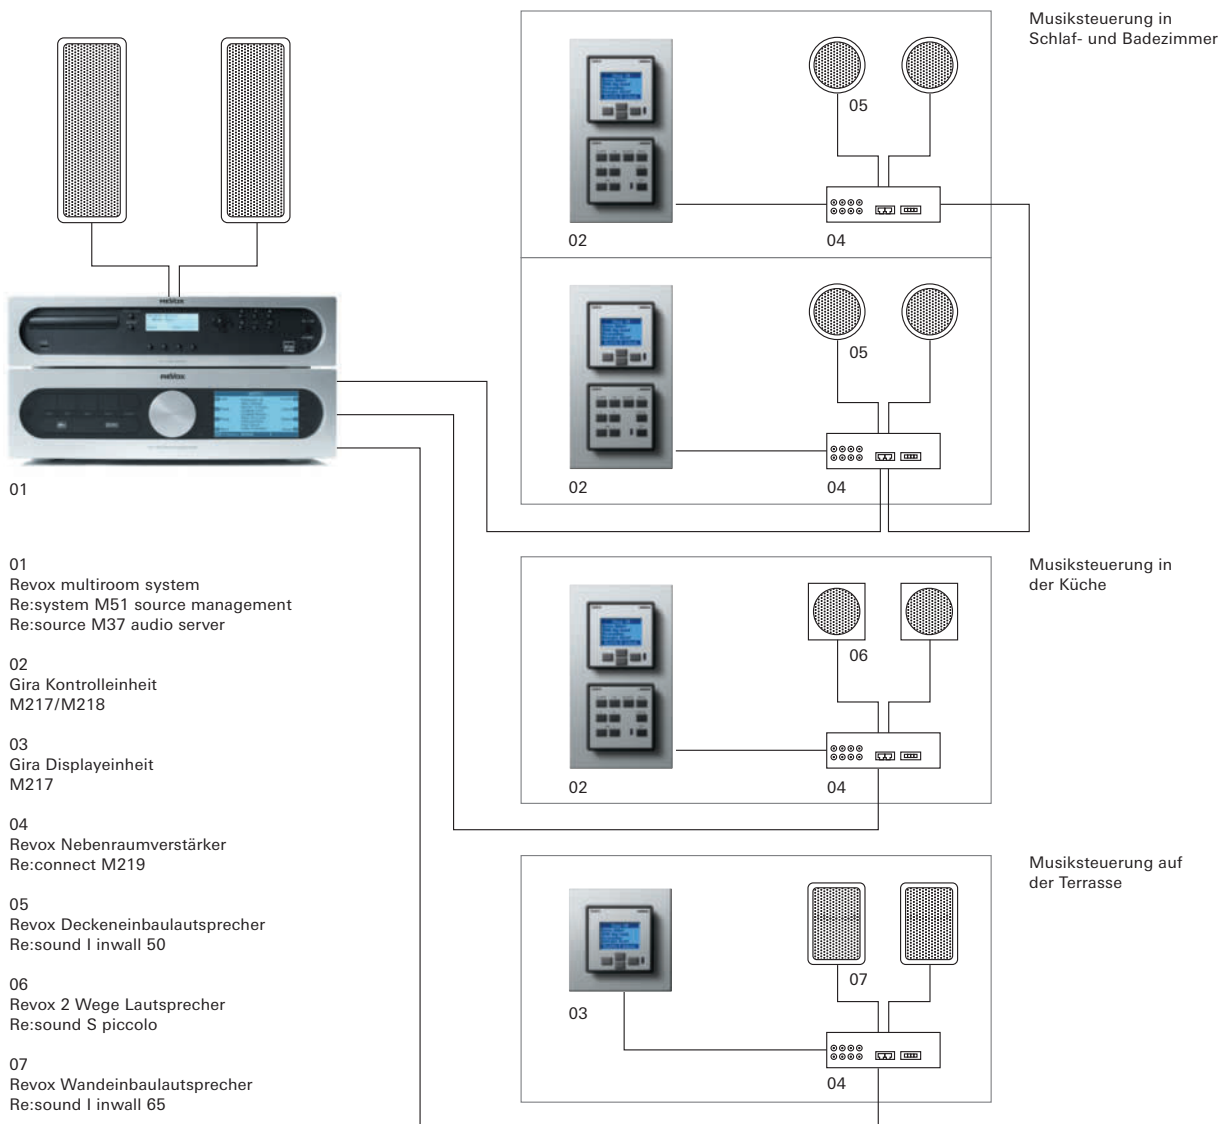 Musiksteuerung in
Schlaf- und Badezimmer
05
02
04
05
REVOX
REVOX
02
04
01
01
Revox multiroom system
Re:system M51 source management
Re:source M37 audio server
02
Gira Kontrolleinheit
M217/M218
03
Gira Displayeinheit
M217
04
Revox Nebenraumverstärker
Re:connect M219
05
Revox Deckeneinbaulautsprecher
Re:sound I inwall 50
06
Revox 2 Wege Lautsprecher
Re:sound S piccolo
07
Revox Wandeinbaulautsprecher
Re:sound I inwall 65
Musiksteuerung in
der Küche
06
02
04
Musiksteuerung auf
der Terrasse
07
03
04